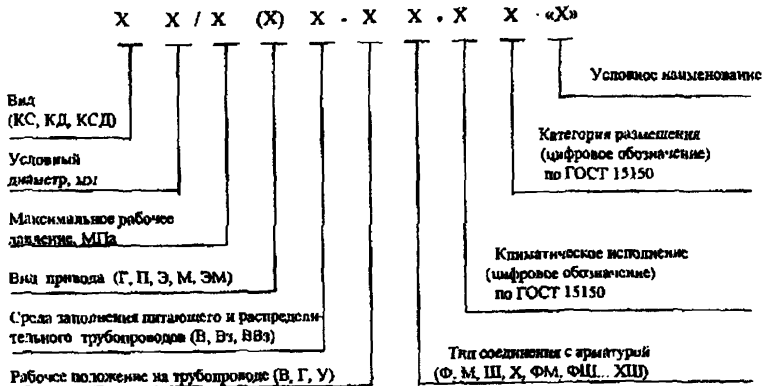 X X / X (X) X - X X . X X - «X»
Условное наименование
Вид
(КС, КД, КСД)
Категория размещения
(цифровое обозначение)
по ГОСТ 15150
Условный
диаметр, мм
Максимальное рабочее
давление, МПа
Климатическое исполнение
(цифровое обозначение)
по ГОСТ 15150
Вид привода (Г, П, Э, М, ЭМ)
Среда заполнения питающего и распредели-
тельного трубопроводов (В, Вз, ВВз)
Тип соединения с арматурой
(Ф, М, Ш, Х, ФМ, ФШ... ХШ)
Рабочее положение на трубопроводе (В, Г, У)